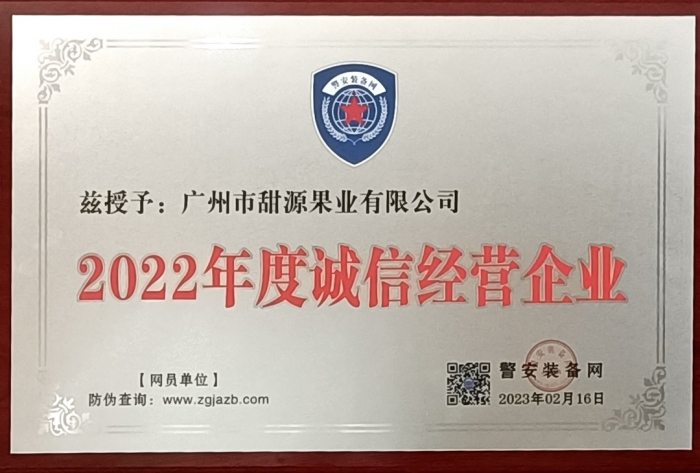 警安装备网
兹授予：广州市甜源果业有限公司
2022年度诚信经营企业
【网员单位】
防伪查询：www.zgjazb.com
警安装备网
2023年02月16日